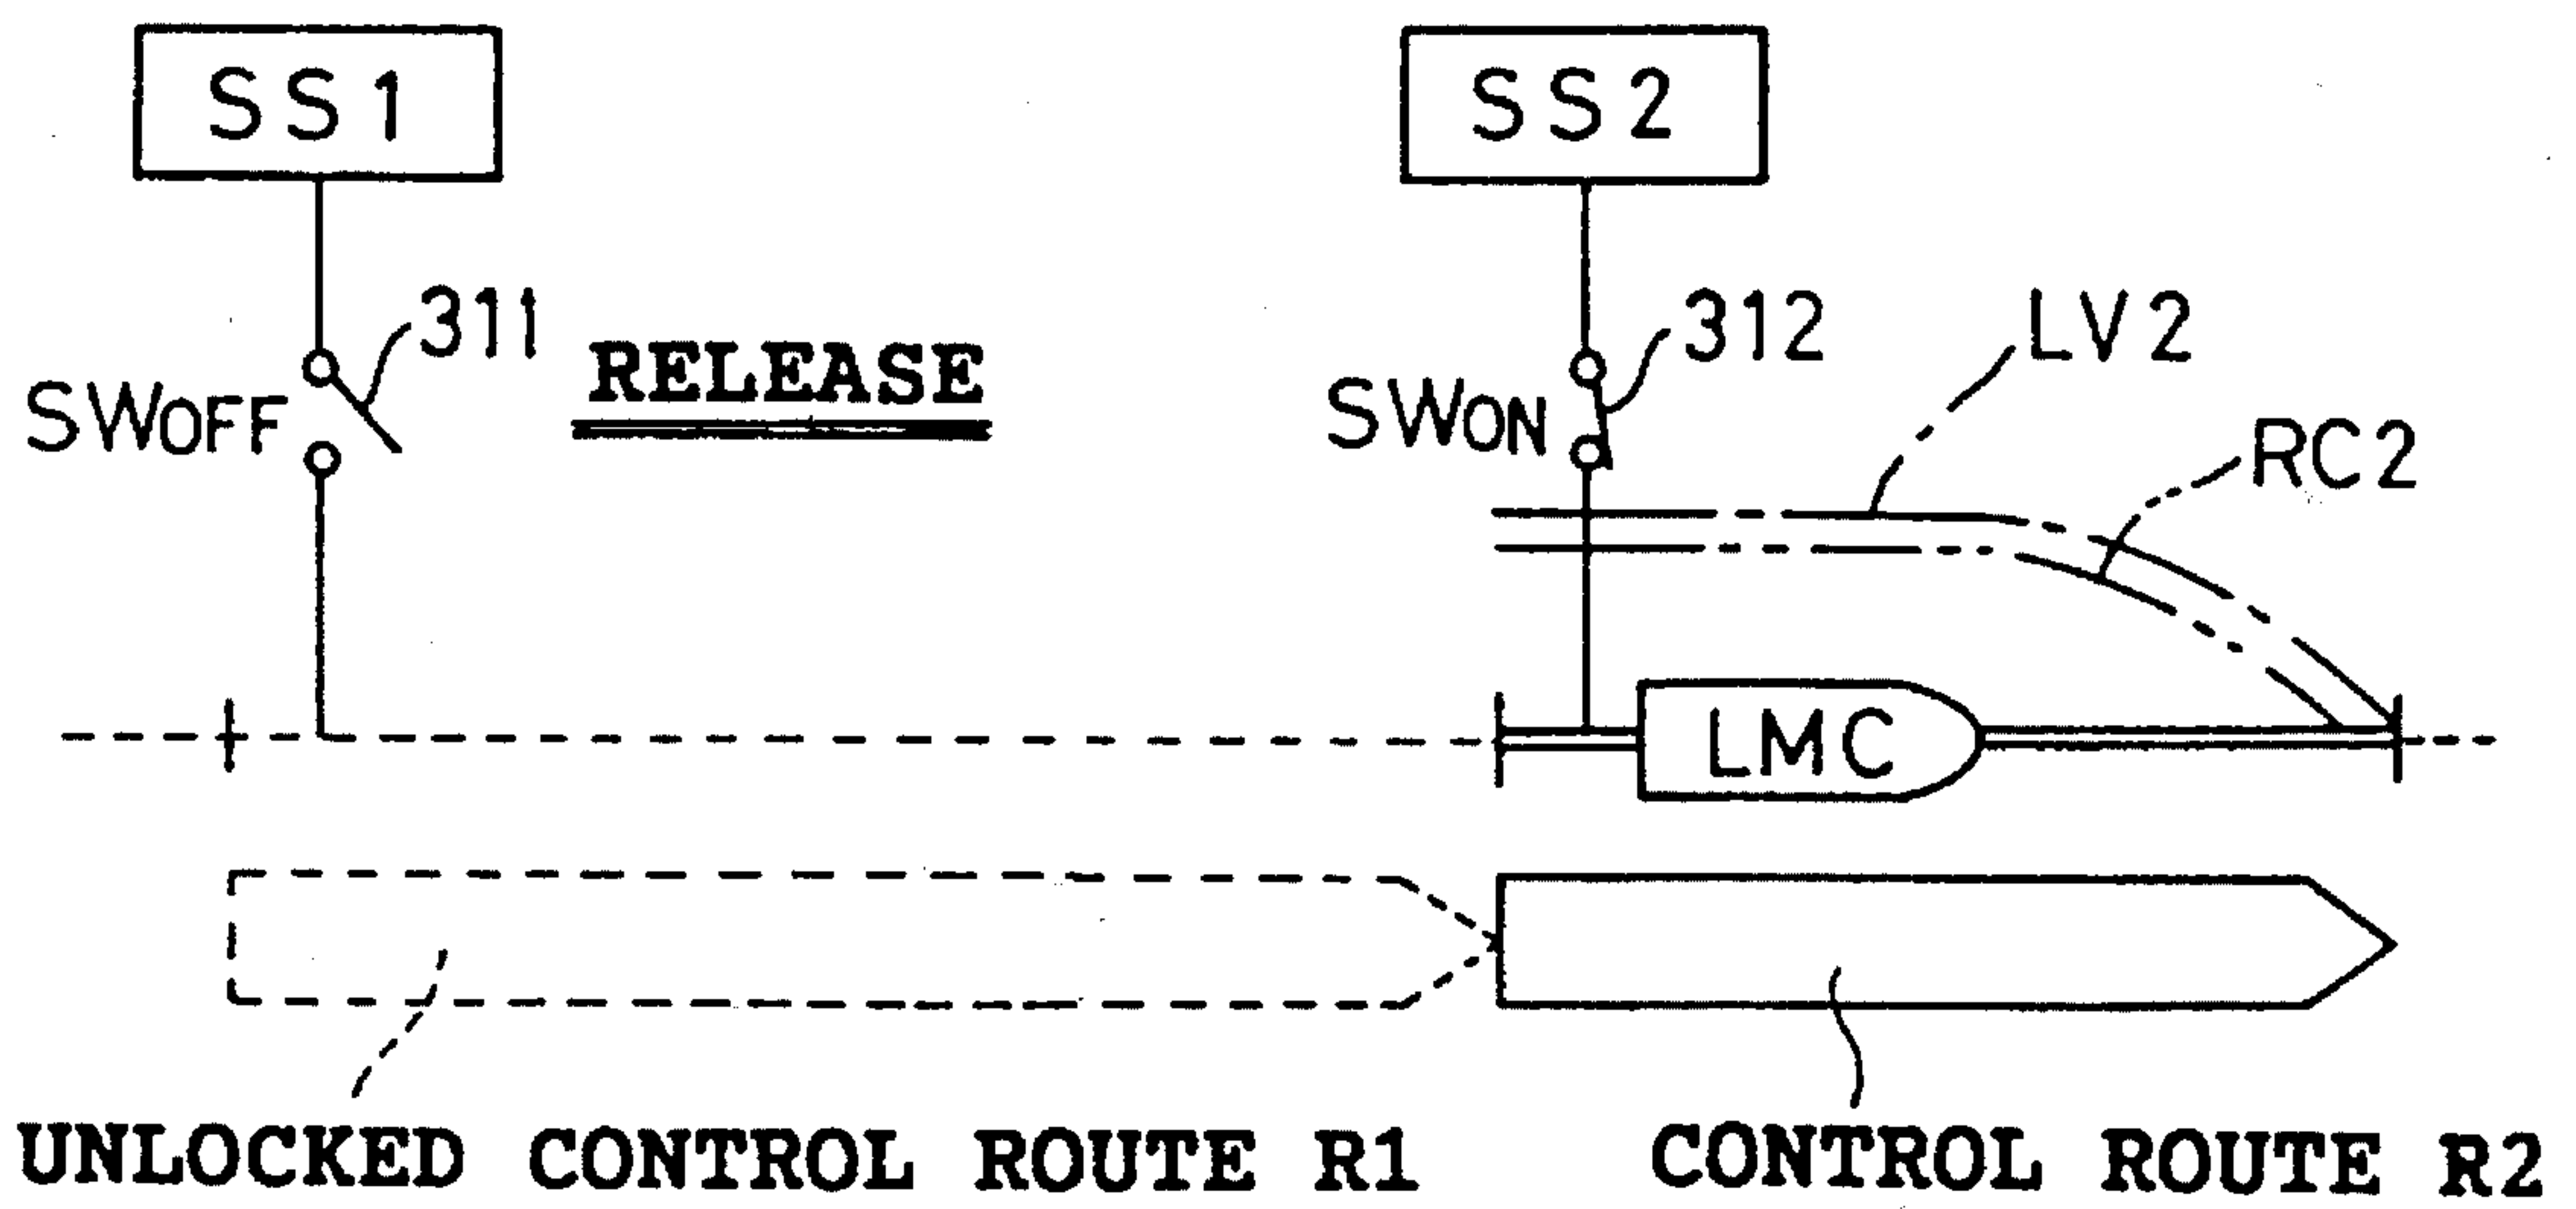 SS1
SS2
311
RELEASE
SWOFF
312
SWON
LV2
RC2
LMC
UNLOCKED CONTROL ROUTE R1
CONTROL ROUTE R2